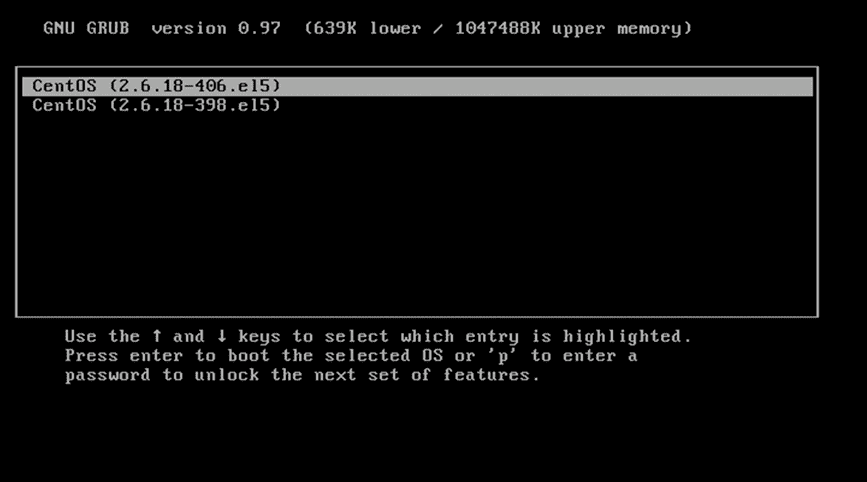 GNU GRUB  version 0.97  (639K lower / 1047488K upper memory)
CentOS (2.6.18-406.el5)
CentOS (2.6.18-398.el5)
Use the ↑ and ↓ keys to select which entry is highlighted.
Press enter to boot the selected OS or 'p' to enter a
password to unlock the next set of features.